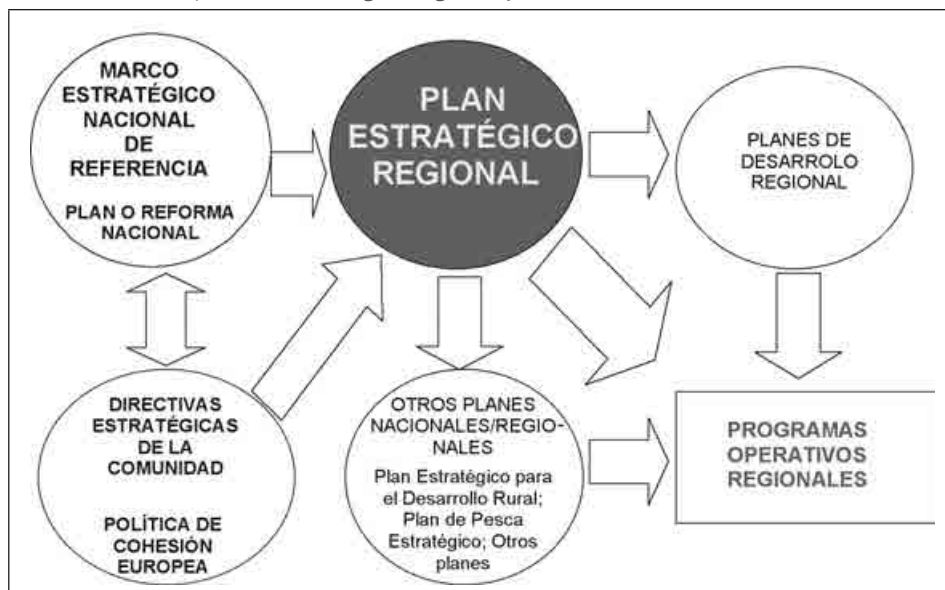 MARCO
ESTRATÉGICO
NACIONAL
DE
REFERENCIA
PLAN O REFORMA
NACIONAL
PLAN
ESTRATÉGICO
REGIONAL
PLANES DE
DESARROLO
REGIONAL
DIRECTIVAS
ESTRATÉGICAS
DE LA
COMUNIDAD
POLÍTICA DE
COHESIÓN
EUROPEA
OTROS PLANES
NACIONALES/REGIO-
NALES
Plan Estratégico para
el Desarrollo Rural;
Plan de Pesca
Estratégico; Otros
planes
PROGRAMAS
OPERATIVOS
REGIONALES